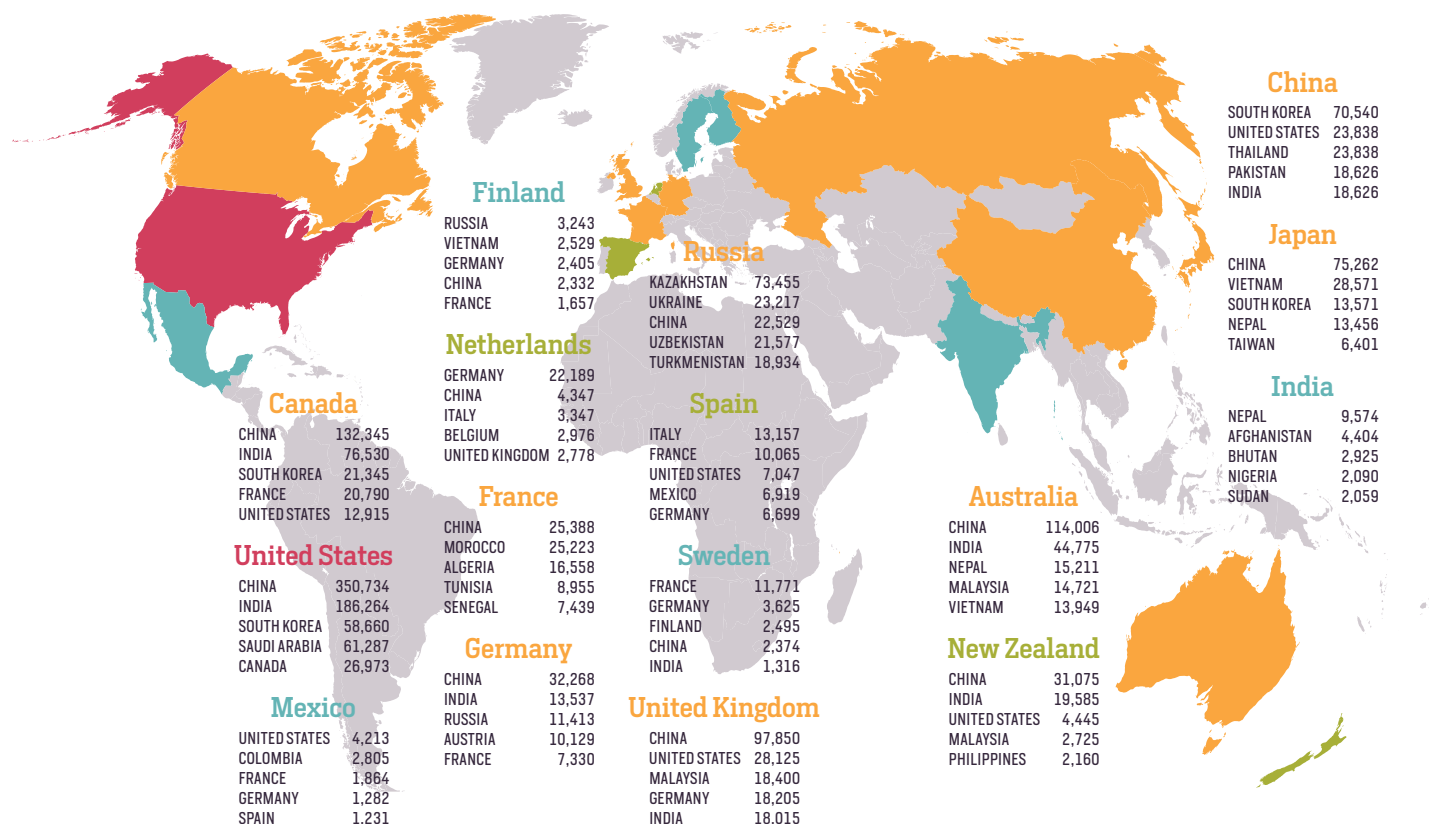 Canada
CHINA 132,345
INDIA 76,530
SOUTH KOREA 21,345
FRANCE 20,790
UNITED STATES 12,915
United States
CHINA 350,734
INDIA 186,264
SOUTH KOREA 58,660
SAUDI ARABIA 61,287
CANADA 26,973
Mexico
UNITED STATES 4,213
COLOMBIA 2,805
FRANCE 1,864
GERMANY 1,282
SPAIN 1,231
Finland
RUSSIA 3,243
VIETNAM 2,529
GERMANY 2,405
CHINA 2,332
FRANCE 1,657
Netherlands
GERMANY 22,189
CHINA 4,347
ITALY 3,347
BELGIUM 2,976
UNITED KINGDOM 2,778
France
CHINA 25,388
MOROCCO 25,223
ALGERIA 16,558
TUNISIA 8,955
SENEGAL 7,439
Germany
CHINA 32,268
INDIA 13,537
RUSSIA 11,413
AUSTRIA 10,129
FRANCE 7,330
Russia
KAZAKHSTAN 73,455
UKRAINE 23,217
CHINA 22,529
UZBEKISTAN 21,577
TURKMENISTAN 18,934
Spain
ITALY 13,157
FRANCE 10,065
UNITED STATES 7,047
MEXICO 6,919
GERMANY 6,699
Sweden
FRANCE 11,771
GERMANY 3,625
FINLAND 2,495
CHINA 2,374
INDIA 1,316
United Kingdom
CHINA 97,850
UNITED STATES 28,125
MALAYSIA 18,400
GERMANY 18,205
INDIA 18,015
Australia
CHINA 114,006
INDIA 44,775
NEPAL 15,211
MALAYSIA 14,721
VIETNAM 13,949
New Zealand
CHINA 31,075
INDIA 19,585
UNITED STATES 4,445
MALAYSIA 2,725
PHILIPPINES 2,160
China
SOUTH KOREA 70,540
UNITED STATES 23,838
THAILAND 23,838
PAKISTAN 18,626
INDIA 18,626
Japan
CHINA 75,262
VIETNAM 28,571
SOUTH KOREA 13,571
NEPAL 13,456
TAIWAN 6,401
India
NEPAL 9,574
AFGHANISTAN 4,404
BHUTAN 2,925
NIGERIA 2,090
SUDAN 2,059